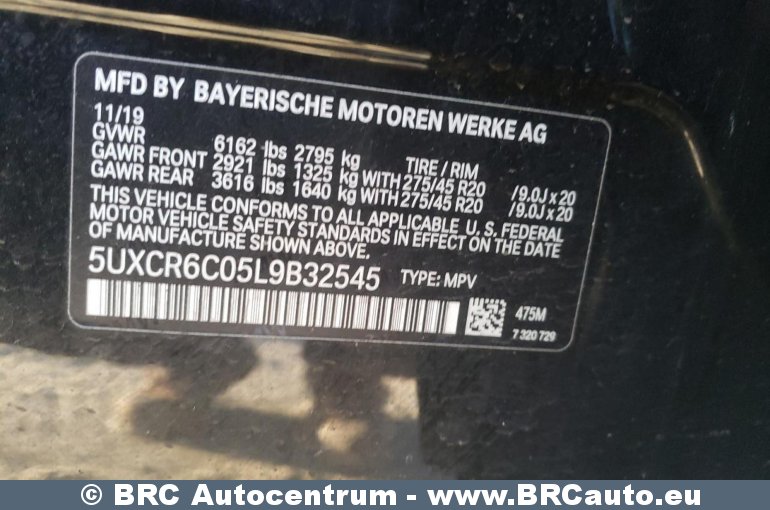 MFD BY BAYERISCHE MOTOREN WERKE AG
11/19
GVWR 6162 lbs 2795 kg TIRE / RIM
GAWR FRONT 2921 lbs 1325 kg WITH 275/45 R20 /9.0J x 20
GAWR REAR 3616 lbs 1640 kg WITH 275/45 R20 /9.0J x 20
THIS VEHICLE CONFORMS TO ALL APPLICABLE U. S. FEDERAL
MOTOR VEHICLE SAFETY STANDARDS IN EFFECT ON THE DATE
OF MANUFACTURE SHOWN ABOVE.
5UXCR6C05L9B32545 TYPE: MPV
475M
7 320 729
© BRC Autocentrum - www.BRCauto.eu